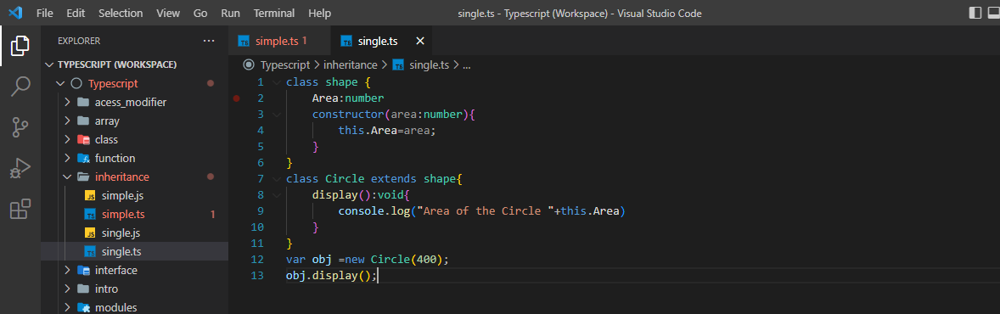 File Edit Selection View Go Run Terminal Help single.ts - Typescript (Workspace) - Visual Studio Code
EXPLORER ...
TYPESCRIPT (WORKSPACE)
Typescript
acess_modifier
array
class
function
inheritance
simple.js
simple.ts 1
single.js
single.ts
interface
intro
modules
simple.ts 1 single.ts
Typescript > inheritance > single.ts > ...
1 class shape {
2 Area:number
3 constructor(area:number){
4 this.Area=area;
5 }
6 }
7 class Circle extends shape{
8 display():void{
9 console.log("Area of the Circle "+this.Area)
10 }
11 }
12 var obj =new Circle(400);
13 obj.display();